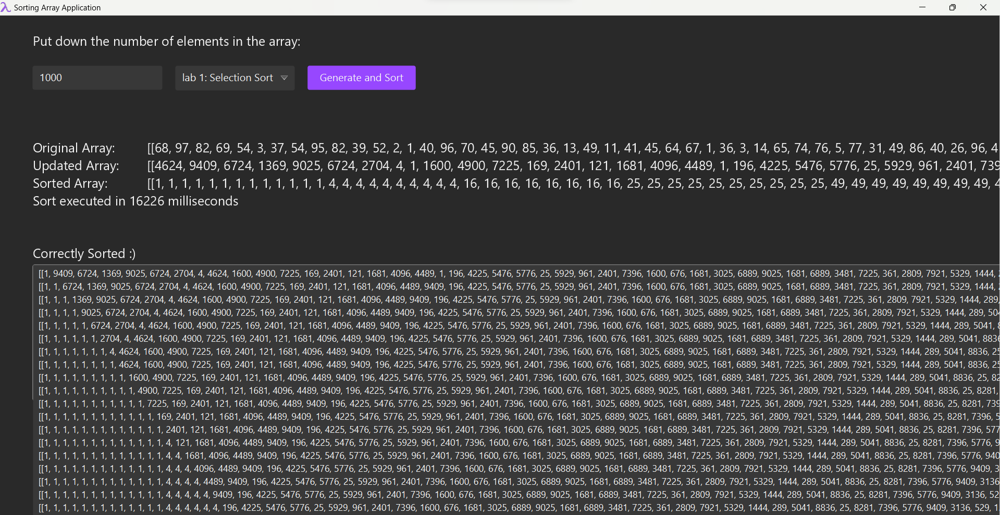 Sorting Array Application
Put down the number of elements in the array:
1000 lab 1: Selection Sort Generate and Sort
Original Array: [[68, 97, 82, 69, 54, 3, 37, 54, 95, 82, 39, 52, 2, 1, 40, 96, 70, 45, 90, 85, 36, 13, 49, 11, 41, 45, 64, 67, 1, 36, 3, 14, 65, 74, 76, 5, 77, 31, 49, 86, 40, 26, 96, 4
Updated Array: [[4624, 9409, 6724, 1369, 9025, 6724, 2704, 4, 1, 1600, 4900, 7225, 169, 2401, 121, 1681, 4096, 4489, 1, 196, 4225, 5476, 5776, 25, 5929, 961, 2401, 739
Sorted Array: [[1, 1, 1, 1, 1, 1, 1, 1, 1, 1, 1, 1, 1, 4, 4, 4, 4, 4, 4, 4, 4, 4, 4, 16, 16, 16, 16, 16, 16, 16, 16, 25, 25, 25, 25, 25, 25, 25, 25, 25, 25, 49, 49, 49, 49, 49, 49, 49, 49, 4
Sort executed in 16226 milliseconds
Correctly Sorted :)
[[1, 9409, 6724, 1369, 9025, 6724, 2704, 4, 4624, 1600, 4900, 7225, 169, 2401, 121, 1681, 4096, 4489, 1, 196, 4225, 5476, 5776, 25, 5929, 961, 2401, 7396, 1600, 676, 1681, 3025, 6889, 9025, 1681, 6889, 3481, 7225, 361, 2809, 7921, 5329, 1444,
[[1, 1, 6724, 1369, 9025, 6724, 2704, 4, 4624, 1600, 4900, 7225, 169, 2401, 121, 1681, 4096, 4489, 9409, 196, 4225, 5476, 5776, 25, 5929, 961, 2401, 7396, 1600, 676, 1681, 3025, 6889, 9025, 1681, 6889, 3481, 7225, 361, 2809, 7921, 5329, 1444,
[[1, 1, 1, 1369, 9025, 6724, 2704, 4, 4624, 1600, 4900, 7225, 169, 2401, 121, 1681, 4096, 4489, 9409, 196, 4225, 5476, 5776, 25, 5929, 961, 2401, 7396, 1600, 676, 1681, 3025, 6889, 9025, 1681, 6889, 3481, 7225, 361, 2809, 7921, 5329, 1444, 289,
[[1, 1, 1, 1, 9025, 6724, 2704, 4, 4624, 1600, 4900, 7225, 169, 2401, 121, 1681, 4096, 4489, 9409, 196, 4225, 5476, 5776, 25, 5929, 961, 2401, 7396, 1600, 676, 1681, 3025, 6889, 9025, 1681, 6889, 3481, 7225, 361, 2809, 7921, 5329, 1444, 289, 504
[[1, 1, 1, 1, 1, 6724, 2704, 4, 4624, 1600, 4900, 7225, 169, 2401, 121, 1681, 4096, 4489, 9409, 196, 4225, 5476, 5776, 25, 5929, 961, 2401, 7396, 1600, 676, 1681, 3025, 6889, 9025, 1681, 6889, 3481, 7225, 361, 2809, 7921, 5329, 1444, 289, 5041, 8
[[1, 1, 1, 1, 1, 1, 2704, 4, 4624, 1600, 4900, 7225, 169, 2401, 121, 1681, 4096, 4489, 9409, 196, 4225, 5476, 5776, 25, 5929, 961, 2401, 7396, 1600, 676, 1681, 3025, 6889, 9025, 1681, 6889, 3481, 7225, 361, 2809, 7921, 5329, 1444, 289, 5041, 8836
[[1, 1, 1, 1, 1, 1, 1, 4, 4624, 1600, 4900, 7225, 169, 2401, 121, 1681, 4096, 4489, 9409, 196, 4225, 5476, 5776, 25, 5929, 961, 2401, 7396, 1600, 676, 1681, 3025, 6889, 9025, 1681, 6889, 3481, 7225, 361, 2809, 7921, 5329, 1444, 289, 5041, 8836, 25
[[1, 1, 1, 1, 1, 1, 1, 1, 4624, 1600, 4900, 7225, 169, 2401, 121, 1681, 4096, 4489, 9409, 196, 4225, 5476, 5776, 25, 5929, 961, 2401, 7396, 1600, 676, 1681, 3025, 6889, 9025, 1681, 6889, 3481, 7225, 361, 2809, 7921, 5329, 1444, 289, 5041, 8836, 25
[[1, 1, 1, 1, 1, 1, 1, 1, 1, 1600, 4900, 7225, 169, 2401, 121, 1681, 4096, 4489, 9409, 196, 4225, 5476, 5776, 25, 5929, 961, 2401, 7396, 1600, 676, 1681, 3025, 6889, 9025, 1681, 6889, 3481, 7225, 361, 2809, 7921, 5329, 1444, 289, 5041, 8836, 25, 82
[[1, 1, 1, 1, 1, 1, 1, 1, 1, 1, 4900, 7225, 169, 2401, 121, 1681, 4096, 4489, 9409, 196, 4225, 5476, 5776, 25, 5929, 961, 2401, 7396, 1600, 676, 1681, 3025, 6889, 9025, 1681, 6889, 3481, 7225, 361, 2809, 7921, 5329, 1444, 289, 5041, 8836, 25, 8281,
[[1, 1, 1, 1, 1, 1, 1, 1, 1, 1, 1, 7225, 169, 2401, 121, 1681, 4096, 4489, 9409, 196, 4225, 5476, 5776, 25, 5929, 961, 2401, 7396, 1600, 676, 1681, 3025, 6889, 9025, 1681, 6889, 3481, 7225, 361, 2809, 7921, 5329, 1444, 289, 5041, 8836, 25, 8281, 739
[[1, 1, 1, 1, 1, 1, 1, 1, 1, 1, 1, 1, 169, 2401, 121, 1681, 4096, 4489, 9409, 196, 4225, 5476, 5776, 25, 5929, 961, 2401, 7396, 1600, 676, 1681, 3025, 6889, 9025, 1681, 6889, 3481, 7225, 361, 2809, 7921, 5329, 1444, 289, 5041, 8836, 25, 8281, 7396, 5
[[1, 1, 1, 1, 1, 1, 1, 1, 1, 1, 1, 1, 1, 2401, 121, 1681, 4096, 4489, 9409, 196, 4225, 5476, 5776, 25, 5929, 961, 2401, 7396, 1600, 676, 1681, 3025, 6889, 9025, 1681, 6889, 3481, 7225, 361, 2809, 7921, 5329, 1444, 289, 5041, 8836, 25, 8281, 7396, 577
[[1, 1, 1, 1, 1, 1, 1, 1, 1, 1, 1, 1, 1, 4, 121, 1681, 4096, 4489, 9409, 196, 4225, 5476, 5776, 25, 5929, 961, 2401, 7396, 1600, 676, 1681, 3025, 6889, 9025, 1681, 6889, 3481, 7225, 361, 2809, 7921, 5329, 1444, 289, 5041, 8836, 25, 8281, 7396, 5776, 9
[[1, 1, 1, 1, 1, 1, 1, 1, 1, 1, 1, 1, 1, 4, 4, 1681, 4096, 4489, 9409, 196, 4225, 5476, 5776, 25, 5929, 961, 2401, 7396, 1600, 676, 1681, 3025, 6889, 9025, 1681, 6889, 3481, 7225, 361, 2809, 7921, 5329, 1444, 289, 5041, 8836, 25, 8281, 7396, 5776, 940
[[1, 1, 1, 1, 1, 1, 1, 1, 1, 1, 1, 1, 1, 4, 4, 4, 4096, 4489, 9409, 196, 4225, 5476, 5776, 25, 5929, 961, 2401, 7396, 1600, 676, 1681, 3025, 6889, 9025, 1681, 6889, 3481, 7225, 361, 2809, 7921, 5329, 1444, 289, 5041, 8836, 25, 8281, 7396, 5776, 9409, 3
[[1, 1, 1, 1, 1, 1, 1, 1, 1, 1, 1, 1, 1, 4, 4, 4, 4, 4489, 9409, 196, 4225, 5476, 5776, 25, 5929, 961, 2401, 7396, 1600, 676, 1681, 3025, 6889, 9025, 1681, 6889, 3481, 7225, 361, 2809, 7921, 5329, 1444, 289, 5041, 8836, 25, 8281, 7396, 5776, 9409, 3136
[[1, 1, 1, 1, 1, 1, 1, 1, 1, 1, 1, 1, 1, 4, 4, 4, 4, 4, 9409, 196, 4225, 5476, 5776, 25, 5929, 961, 2401, 7396, 1600, 676, 1681, 3025, 6889, 9025, 1681, 6889, 3481, 7225, 361, 2809, 7921, 5329, 1444, 289, 5041, 8836, 25, 8281, 7396, 5776, 9409, 3136, 52
[[1, 1, 1, 1, 1, 1, 1, 1, 1, 1, 1, 1, 1, 4, 4, 4, 4, 4, 4, 196, 4225, 5476, 5776, 25, 5929, 961, 2401, 7396, 1600, 676, 1681, 3025, 6889, 9025, 1681, 6889, 3481, 7225, 361, 2809, 7921, 5329, 1444, 289, 5041, 8836, 25, 8281, 7396, 5776, 9409, 3136, 529, 1